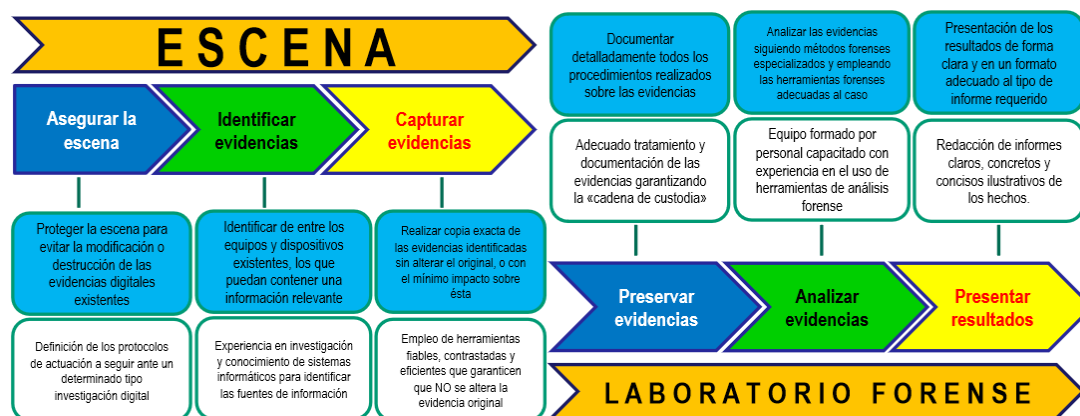 ESCENA
Asegurar la
escena
Identificar
evidencias
Capturar
evidencias
Proteger la escena para
evitar la modificación o
destrucción de las
evidencias digitales
existentes
Identificar de entre los
equipos y dispositivos
existentes, los que
puedan contener una
información relevante
Realizar copia exacta de
las evidencias identificadas
sin alterar el original, o con
el mínimo impacto sobre
ésta
Definición de los protocolos
de actuación a seguir ante un
determinado tipo
investigación digital
Experiencia en investigación
y conocimiento de sistemas
informáticos para identificar
las fuentes de información
Empleo de herramientas
fiables, contrastadas y
eficientes que garanticen
que NO se altera la
evidencia original
Documentar
detalladamente todos los
procedimientos realizados
sobre las evidencias
Analizar las evidencias
siguiendo métodos forenses
especializados y empleando
las herramientas forenses
adecuadas al caso
Presentación de los
resultados de forma
clara y en un formato
adecuado al tipo de
informe requerido
Adecuado tratamiento y
documentación de las
evidencias garantizando
la «cadena de custodia»
Equipo formado por
personal capacitado con
experiencia en el uso de
herramientas de análisis
forense
Redacción de informes
claros, concretos y
concisos ilustrativos de
los hechos.
Preservar
evidencias
Analizar
evidencias
Presentar
resultados
LABORATORIO FORENSE